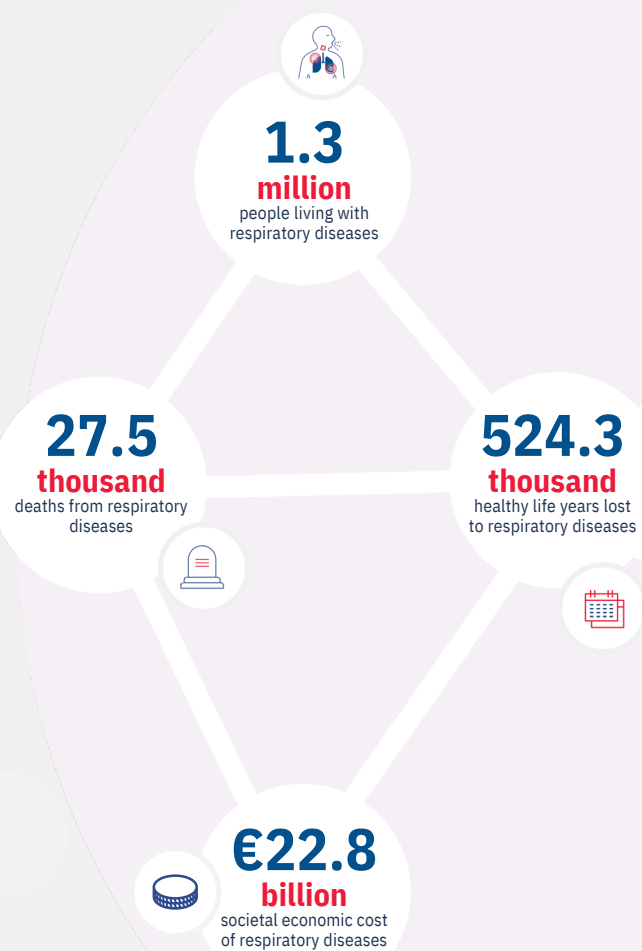 1.3
million
people living with
respiratory diseases
27.5
thousand
deaths from respiratory
diseases
524.3
thousand
healthy life years lost
to respiratory diseases
€22.8
billion
societal economic cost
of respiratory diseases